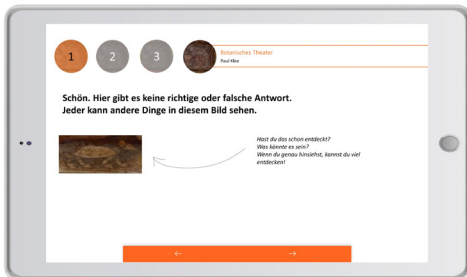 1
2
3
Botanisches Theater
Paul Klee
Schön. Hier gibt es keine richtige oder falsche Antwort.
Jeder kann andere Dinge in diesem Bild sehen.
Hast du das schon entdeckt?
Was könnte es sein?
Wenn du genau hinsiehst, kannst du viel
entdecken!